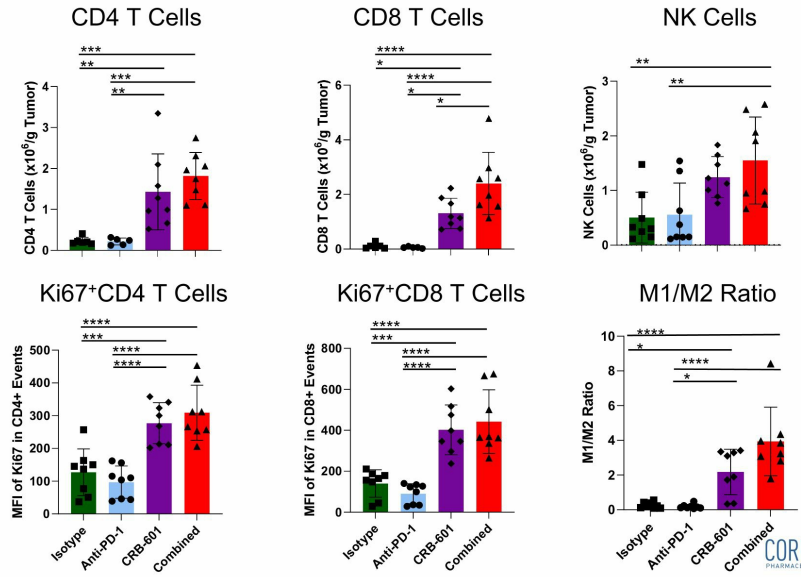 CD4 T Cells
CD8 T Cells
NK Cells
***
**
***
**
CD4 T Cells (x10⁶/g Tumor)
4
3
2
1
0
****
*
****
*
*
CD8 T Cells (x10⁶/g Tumor)
6
4
2
0
**
**
NK Cells (x10⁶/g Tumor)
3
2
1
0
Ki67⁺CD4 T Cells
Ki67⁺CD8 T Cells
M1/M2 Ratio
****
***
****
****
MFI of Ki67 in CD4+ Events
500
400
300
200
100
0
Isotype
Anti-PD-1
CRB-601
Combined
****
***
****
****
MFI of Ki67 in CD8+ Events
800
600
400
200
0
Isotype
Anti-PD-1
CRB-601
Combined
****
*
****
*
M1/M2 Ratio
10
8
6
4
2
0
Isotype
Anti-PD-1
CRB-601
Combined
COR
PHARMAC